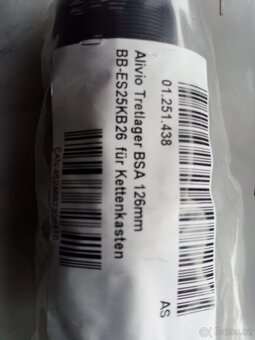 01.251.438
AS
Alivio Tretlager BSA 126mm
BB-ES25KB26 für Kettenkasten